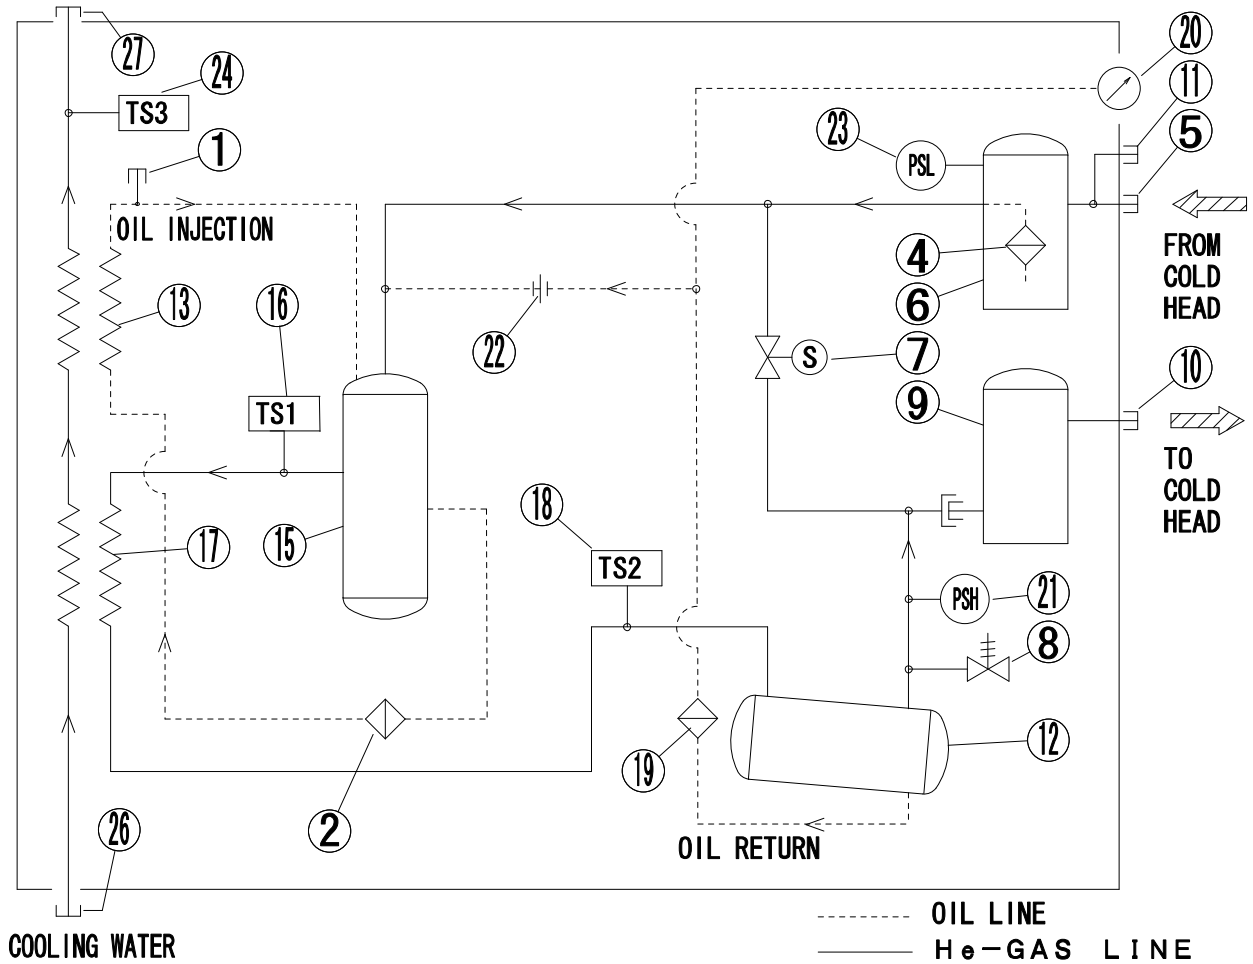 27
24
TS3
1
OIL INJECTION
13
16
TS1
17
15
2
26
COOLING WATER
22
18
TS2
19
OIL RETURN
23
PSL
4
6
S
7
9
PSH
21
8
12
20
11
5
FROM
COLD
HEAD
10
TO
COLD
HEAD
OIL LINE
He-GAS LINE